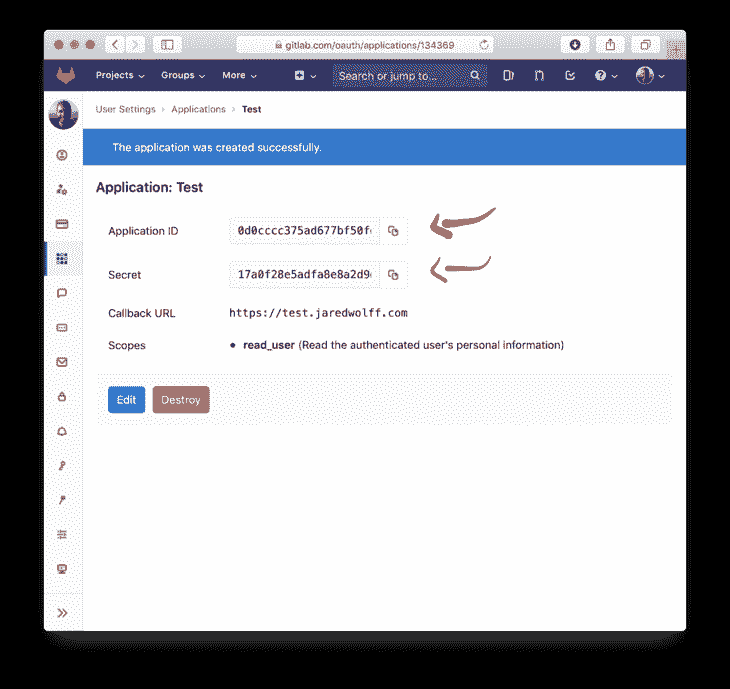 gitlab.com/oauth/applications/134369
Projects Groups More Search or jump to...
User Settings > Applications > Test
The application was created successfully.
Application: Test
Application ID 0d0cccc375ad677bf50f
Secret 17a0f28e5adfa8e8a2d9
Callback URL https://test.jaredwolff.com
Scopes • read_user (Read the authenticated user's personal information)
Edit Destroy